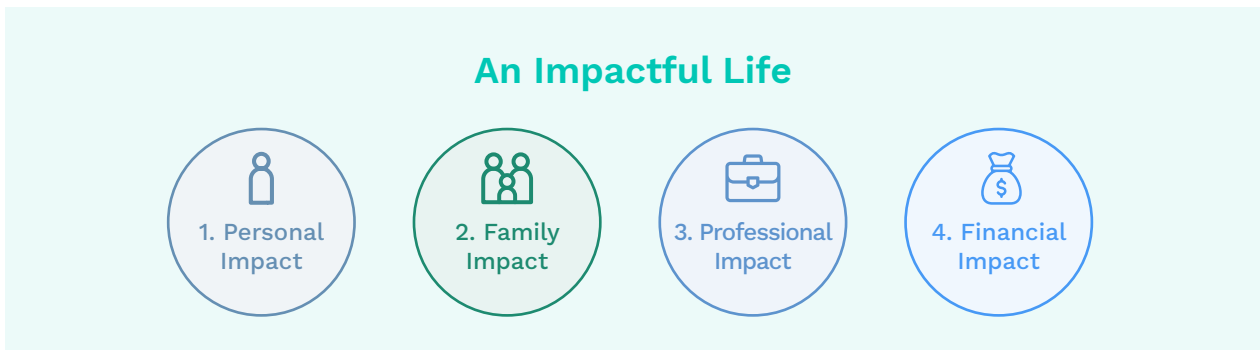 An Impactful Life
1. Personal
Impact
2. Family
Impact
3. Professional
Impact
$
4. Financial
Impact